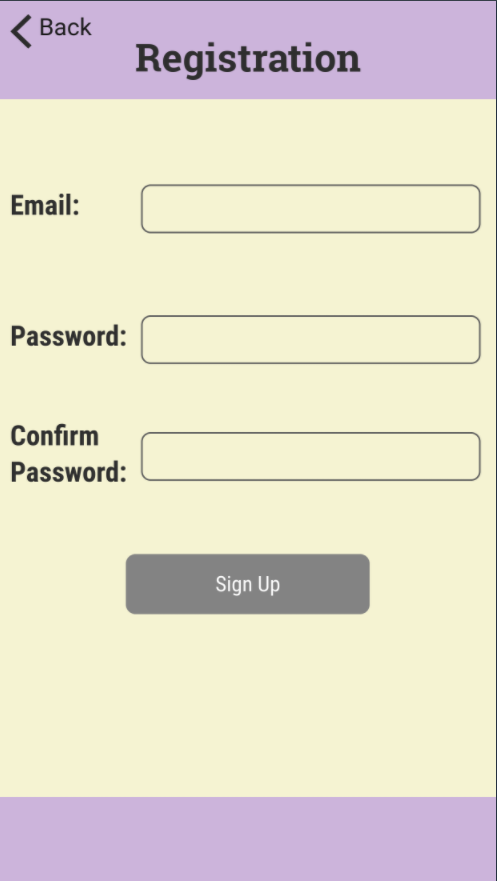 Back
Registration
Email:
Password:
Confirm
Password:
Sign Up